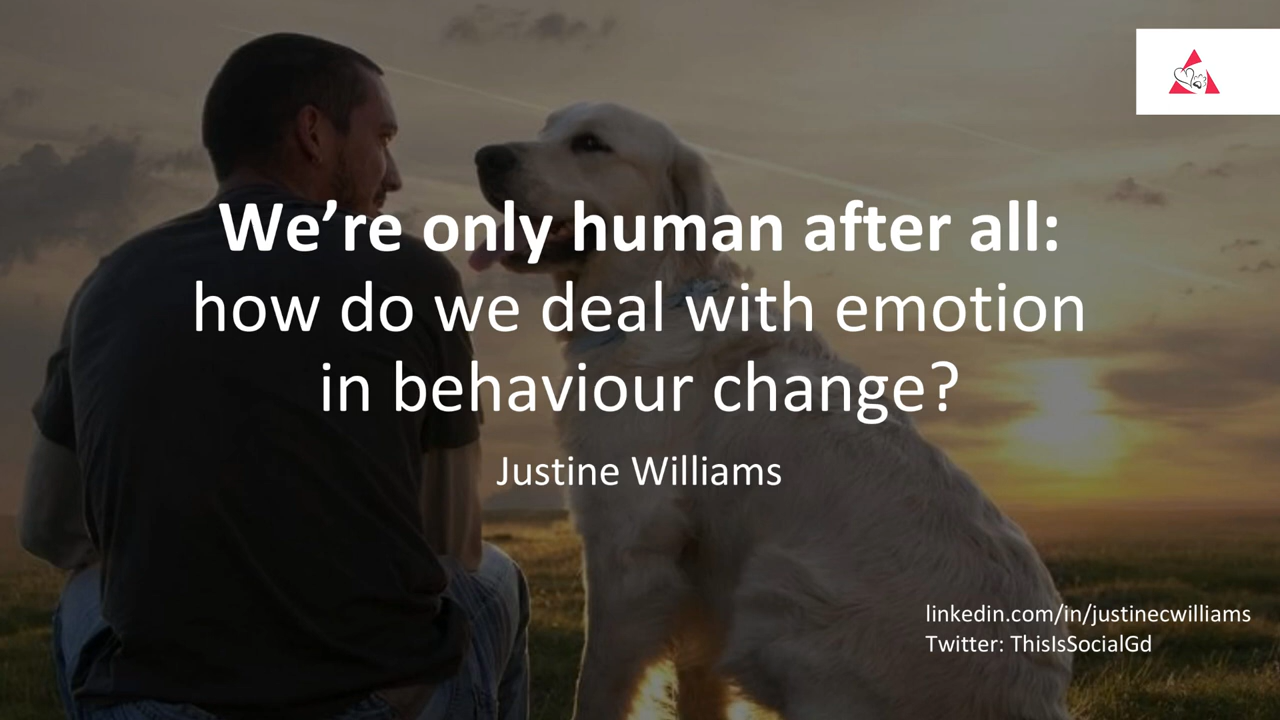 We’re only human after all:
how do we deal with emotion
in behaviour change?
Justine Williams
linkedin.com/in/justinecwilliams
Twitter: ThisIsSocialGd